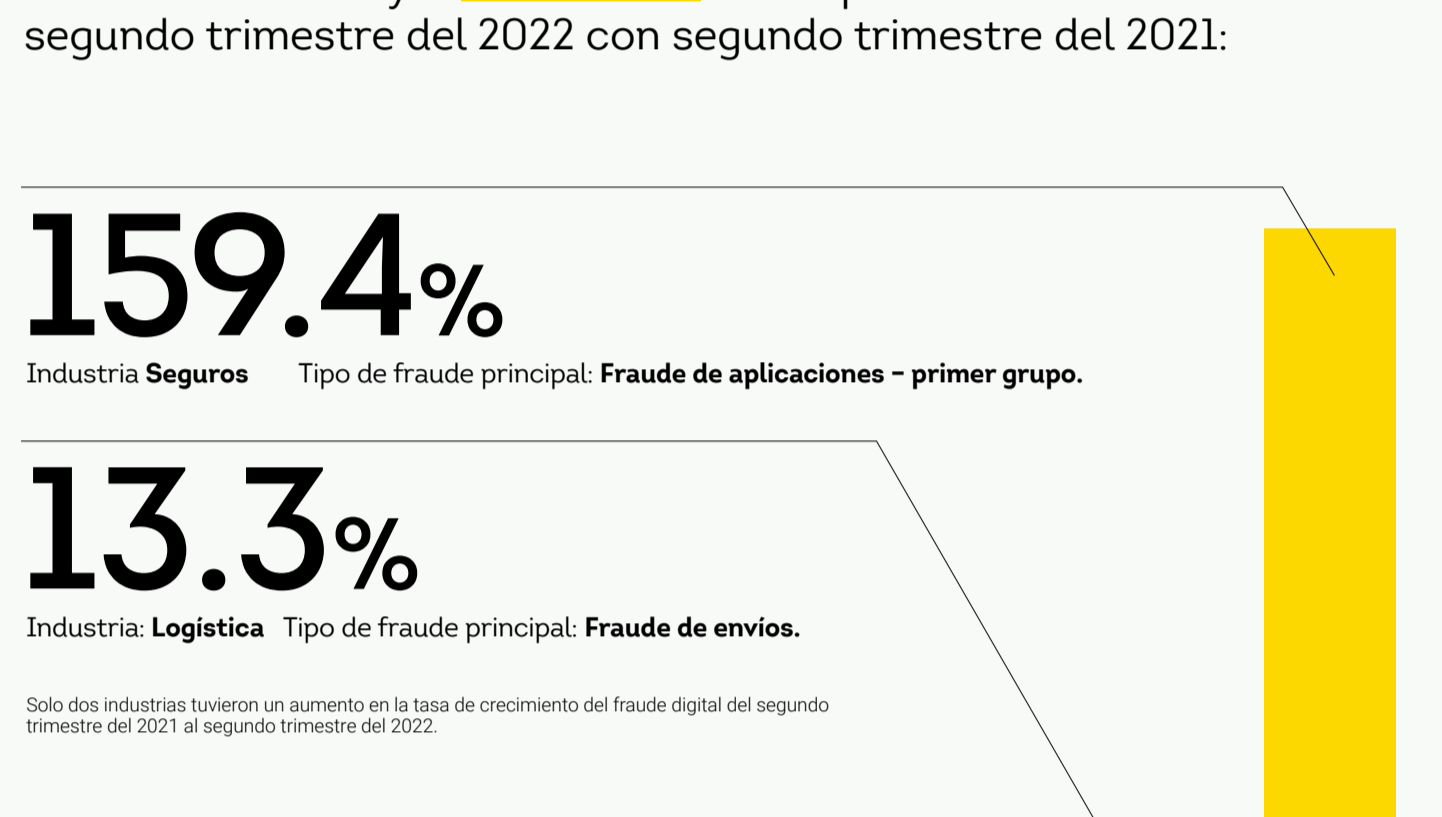 segundo trimestre del 2022 con segundo trimestre del 2021:
159.4%
Industria Seguros Tipo de fraude principal: Fraude de aplicaciones – primer grupo.
13.3%
Industria: Logística Tipo de fraude principal: Fraude de envíos.
Solo dos industrias tuvieron un aumento en la tasa de crecimiento del fraude digital del segundo
trimestre del 2021 al segundo trimestre del 2022.